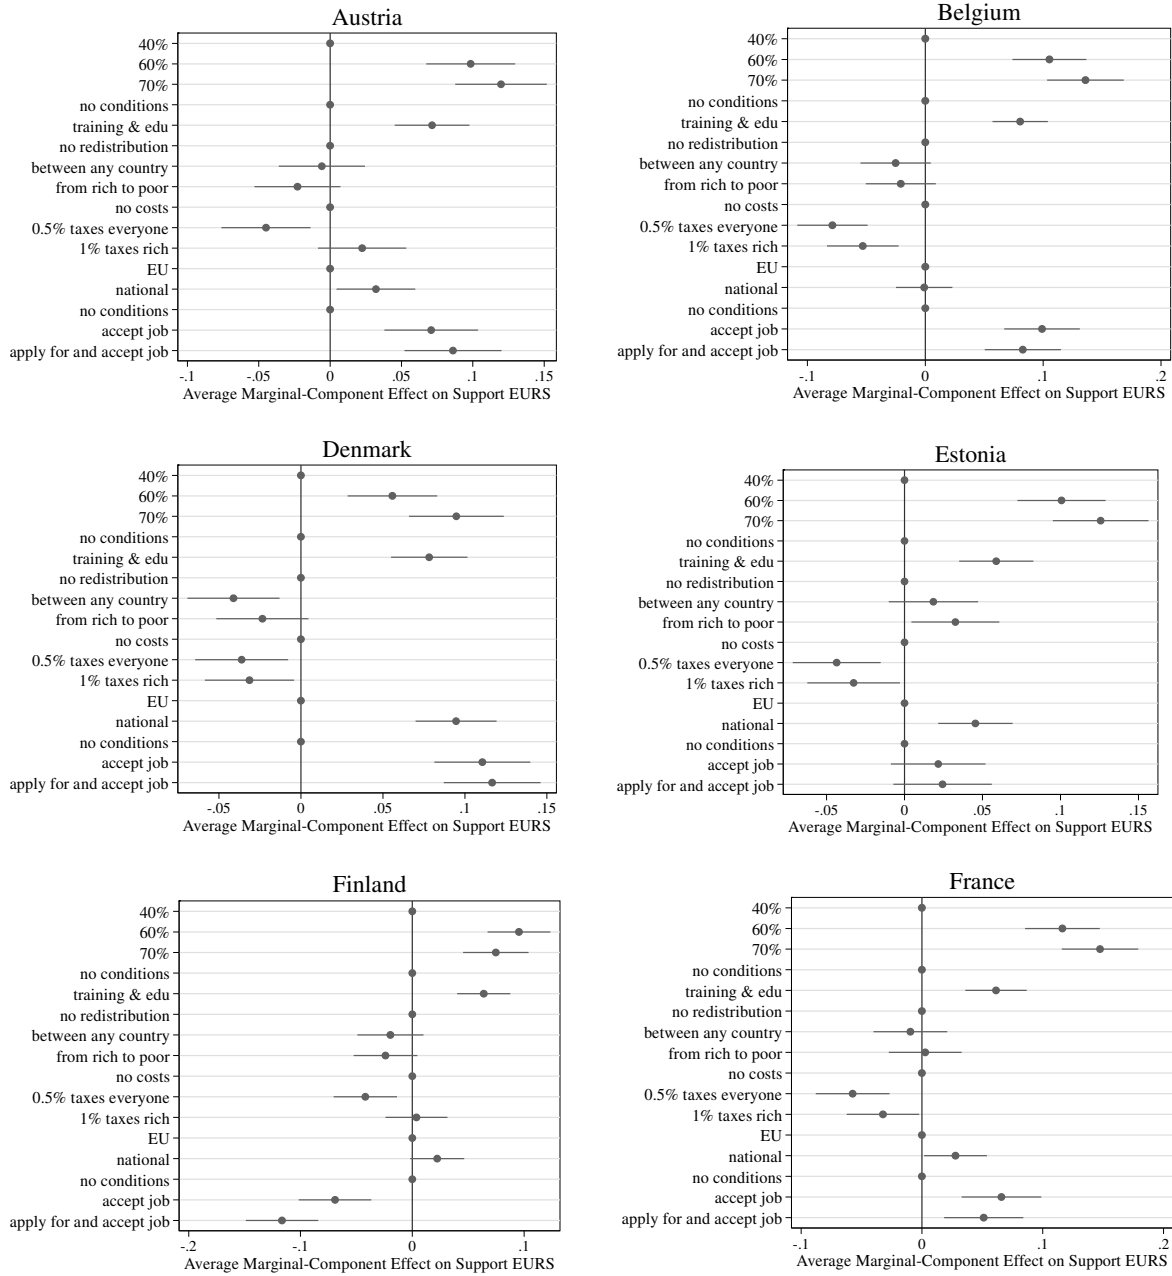 Austria
40%
60%
70%
no conditions
training & edu
no redistribution
between any country
from rich to poor
no costs
0.5% taxes everyone
1% taxes rich
EU
national
no conditions
accept job
apply for and accept job
-.1 -.05 0 .05 .1 .15
Average Marginal-Component Effect on Support EURS
Belgium
40%
60%
70%
no conditions
training & edu
no redistribution
between any country
from rich to poor
no costs
0.5% taxes everyone
1% taxes rich
EU
national
no conditions
accept job
apply for and accept job
-.1 0 .1 .2
Average Marginal-Component Effect on Support EURS
Denmark
40%
60%
70%
no conditions
training & edu
no redistribution
between any country
from rich to poor
no costs
0.5% taxes everyone
1% taxes rich
EU
national
no conditions
accept job
apply for and accept job
-.05 0 .05 .1 .15
Average Marginal-Component Effect on Support EURS
Estonia
40%
60%
70%
no conditions
training & edu
no redistribution
between any country
from rich to poor
no costs
0.5% taxes everyone
1% taxes rich
EU
national
no conditions
accept job
apply for and accept job
-.05 0 .05 .1 .15
Average Marginal-Component Effect on Support EURS
Finland
40%
60%
70%
no conditions
training & edu
no redistribution
between any country
from rich to poor
no costs
0.5% taxes everyone
1% taxes rich
EU
national
no conditions
accept job
apply for and accept job
-.2 -.1 0 .1
Average Marginal-Component Effect on Support EURS
France
40%
60%
70%
no conditions
training & edu
no redistribution
between any country
from rich to poor
no costs
0.5% taxes everyone
1% taxes rich
EU
national
no conditions
accept job
apply for and accept job
-.1 0 .1 .2
Average Marginal-Component Effect on Support EURS